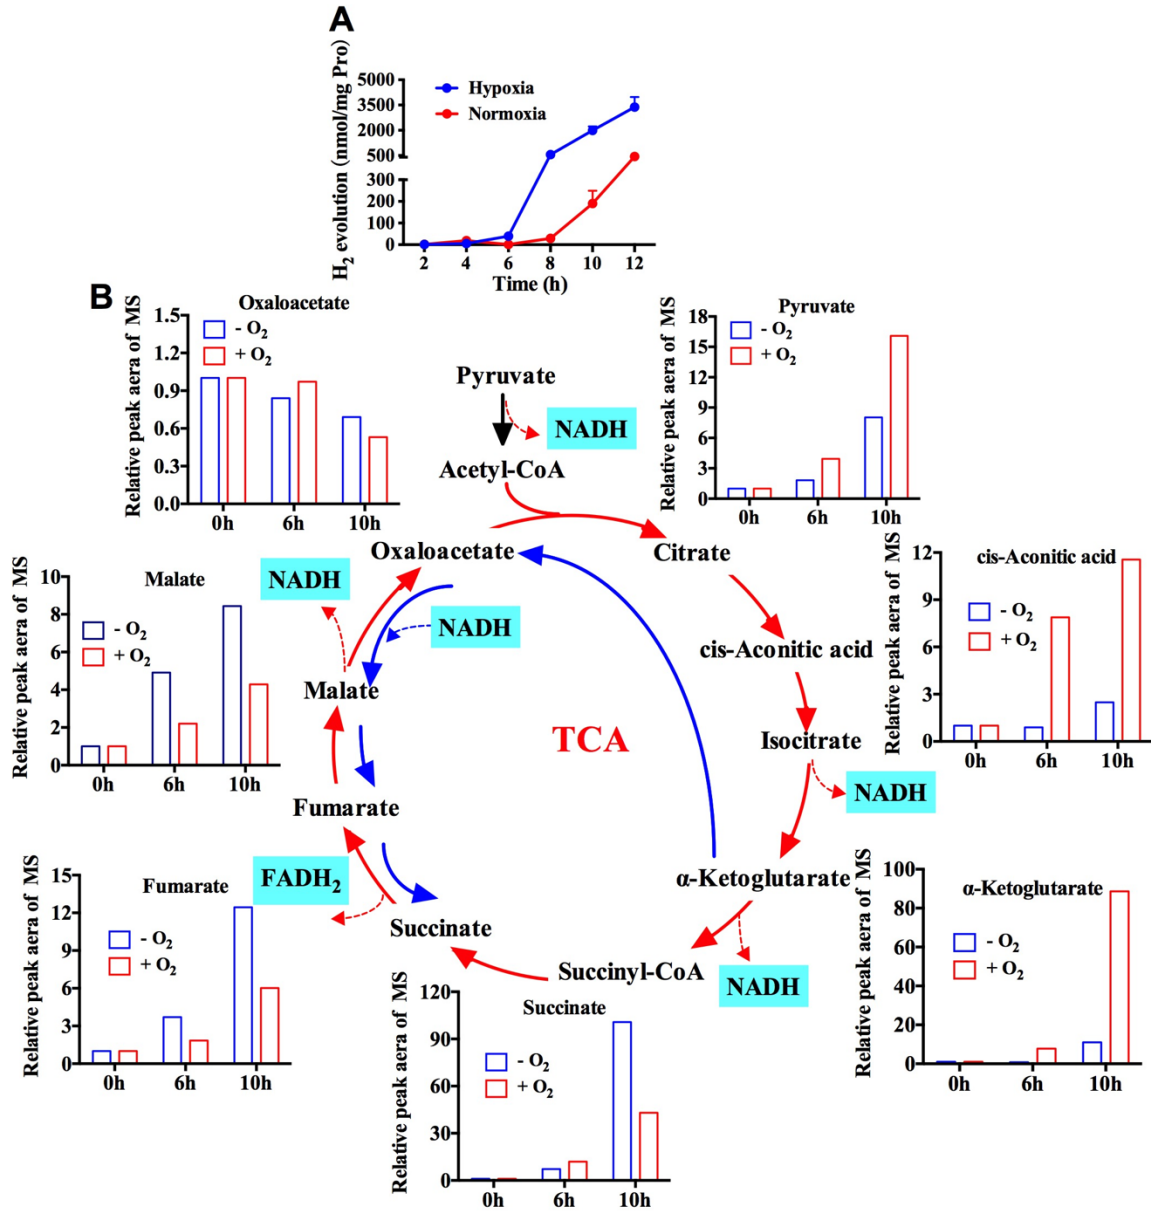 A
H2 evolution (nmol/mg Pro)
5000
3500
2000
500
300
200
100
0
Hypoxia
Normoxia
2 4 6 8 10 12
Time (h)
B
Oxaloacetate
Relative peak aera of MS
1.5
1.2
0.9
0.6
0.3
0.0
- O2
+ O2
0h 6h 10h
Pyruvate
Relative peak aera of MS
18
15
12
9
6
3
0
- O2
+ O2
0h 6h 10h
Pyruvate
NADH
Acetyl-CoA
Oxaloacetate
Citrate
NADH
NADH
cis-Aconitic acid
Malate
TCA
Isocitrate
NADH
Fumarate
FADH2
α-Ketoglutarate
Succinate
Succinyl-CoA
NADH
Malate
Relative peak aera of MS
10
8
6
4
2
0
- O2
+ O2
0h 6h 10h
cis-Aconitic acid
Relative peak aera of MS
12
9
6
3
0
- O2
+ O2
0h 6h 10h
Fumarate
Relative peak aera of MS
15
12
9
6
3
0
- O2
+ O2
0h 6h 10h
α-Ketoglutarate
Relative peak aera of MS
100
80
60
40
20
0
- O2
+ O2
0h 6h 10h
Succinate
Relative peak aera of MS
120
90
60
30
0
- O2
+ O2
0h 6h 10h